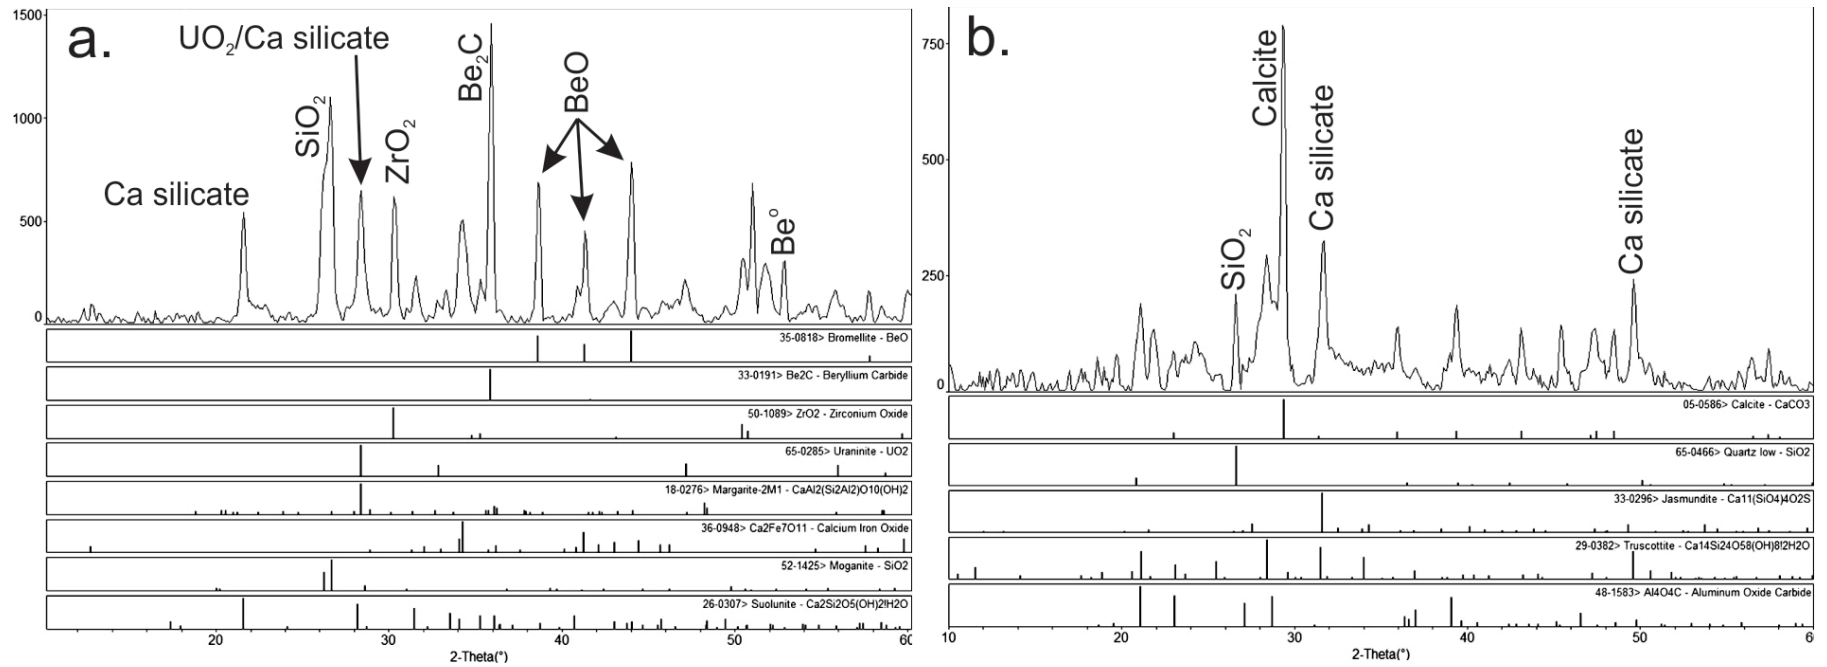 a.
1500
1000
500
0
UO2/Ca silicate
SiO2
ZrO2
Be2C
BeO
Ca silicate
Beo
35-0818> Bromellite - BeO
33-0191> Be2C - Beryllium Carbide
50-1089> ZrO2 - Zirconium Oxide
65-0285> Uraninite - UO2
18-0276> Margarite-2M1 - CaAl2(Si2Al2)O10(OH)2
36-0948> Ca2Fe7O11 - Calcium Iron Oxide
52-1425> Moganite - SiO2
26-0307> Suolunite - Ca2Si2O5(OH)2!H2O
20 30 40 50 60
2-Theta(°)
b.
750
500
250
0
Calcite
SiO2
Ca silicate
Ca silicate
05-0586> Calcite - CaCO3
65-0466> Quartz low - SiO2
33-0296> Jasmundite - Ca11(SiO4)4O2S
29-0382> Truscottite - Ca14Si24O58(OH)8!2H2O
48-1583> Al4O4C - Aluminum Oxide Carbide
10 20 30 40 50 6
2-Theta(°)